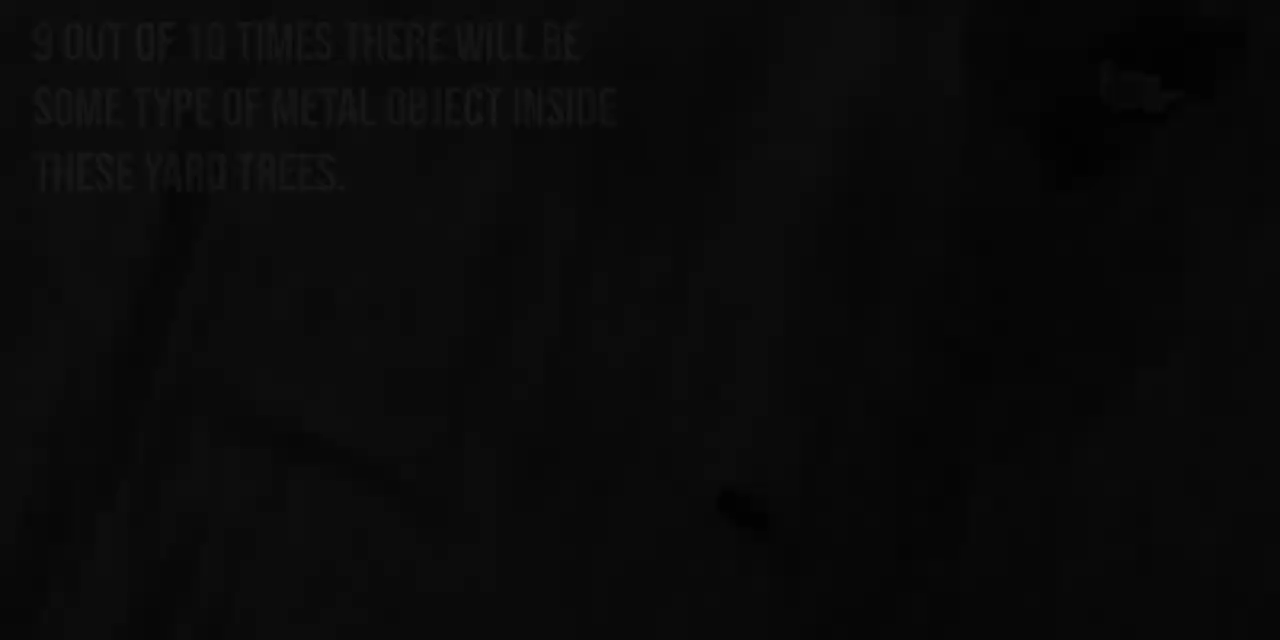 9 OUT OF 10 TIMES THERE WILL BE
SOME TYPE OF METAL OBJECT INSIDE
THESE YARD TREES.